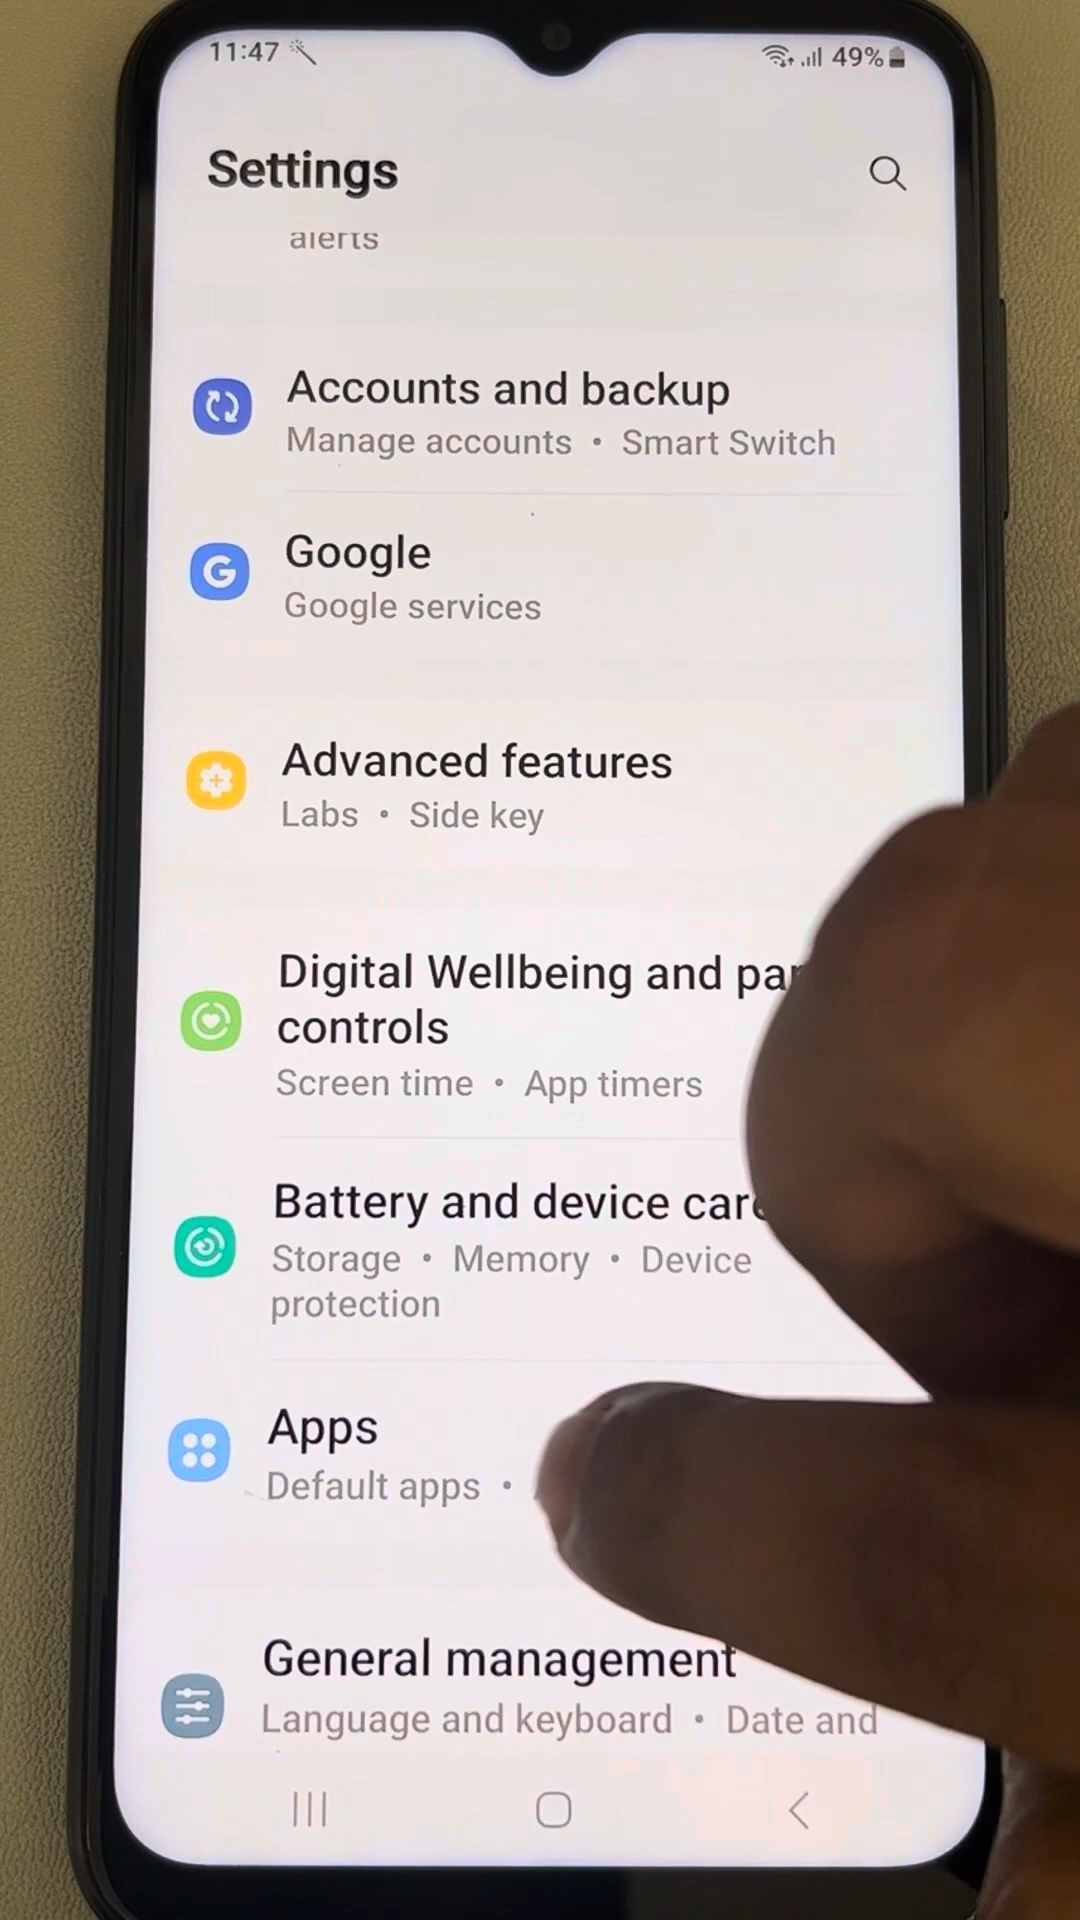 11:47 49%
Settings
alerts
Accounts and backup
Manage accounts • Smart Switch
Google
Google services
Advanced features
Labs • Side key
Digital Wellbeing and
controls
Screen time • App timers
Battery and device care
Storage • Memory • Device
protection
Apps
Default apps •
General management
Language and keyboard • Date and